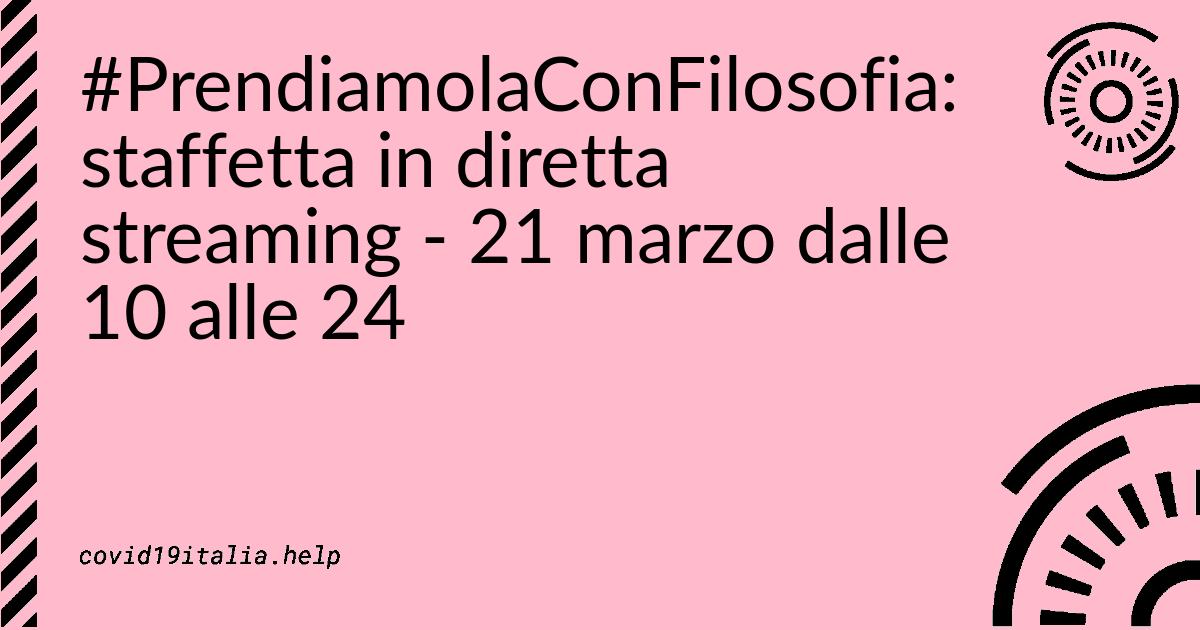 #PrendiamolaConFilosofia:
staffetta in diretta
streaming - 21 marzo dalle
10 alle 24
covid19italia.help